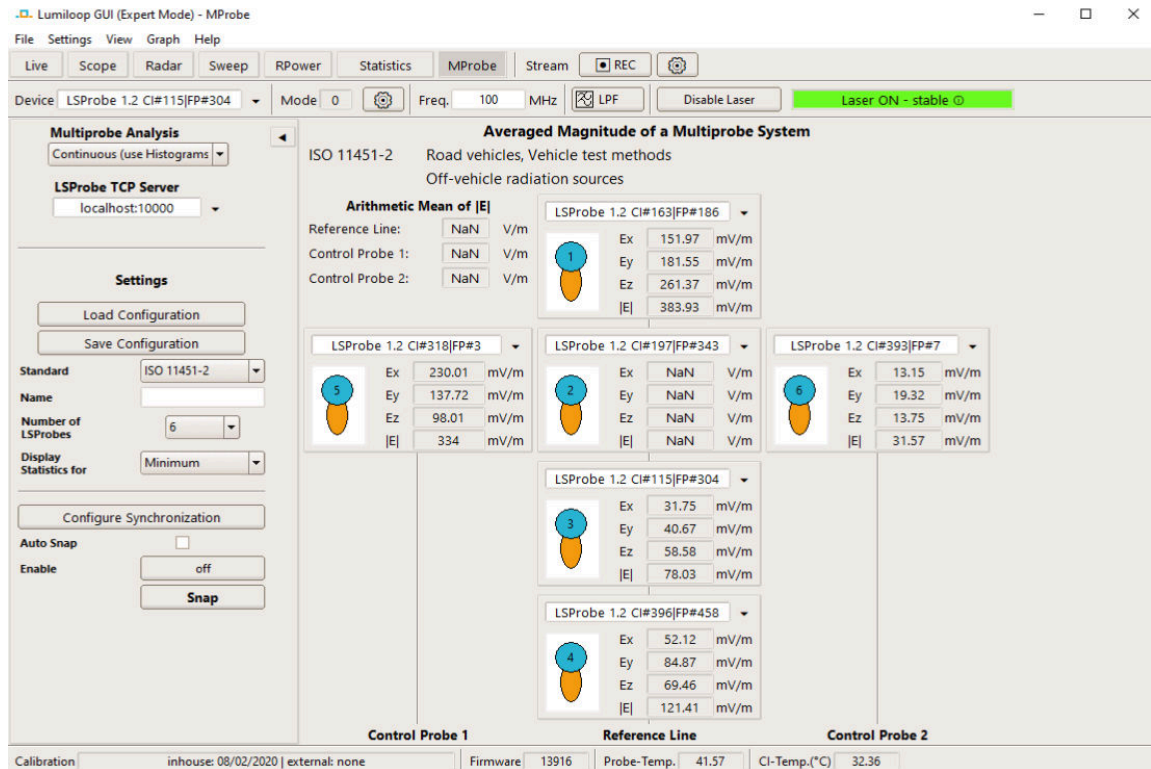 Lumiloop GUI (Expert Mode) - MProbe
File Settings View Graph Help
Live Scope Radar Sweep RPower Statistics MProbe Stream REC
Device LSProbe 1.2 CI#115|FP#304 Mode 0 Freq. 100 MHz LPF Disable Laser Laser ON - stable
Multiprobe Analysis
Continuous (use Histograms
LSProbe TCP Server
localhost:10000
Settings
Load Configuration
Save Configuration
Standard ISO 11451-2
Name
Number of
LSProbes 6
Display
Statistics for Minimum
Configure Synchronization
Auto Snap
Enable off
Snap
Averaged Magnitude of a Multiprobe System
ISO 11451-2 Road vehicles, Vehicle test methods
Off-vehicle radiation sources
Arithmetic Mean of |E|
Reference Line: NaN V/m
Control Probe 1: NaN V/m
Control Probe 2: NaN V/m
LSProbe 1.2 CI#163|FP#186
1
Ex 151.97 mV/m
Ey 181.55 mV/m
Ez 261.37 mV/m
|E| 383.93 mV/m
LSProbe 1.2 CI#318|FP#3
5
Ex 230.01 mV/m
Ey 137.72 mV/m
Ez 98.01 mV/m
|E| 334 mV/m
LSProbe 1.2 CI#197|FP#343
2
Ex NaN V/m
Ey NaN V/m
Ez NaN V/m
|E| NaN V/m
LSProbe 1.2 CI#393|FP#7
6
Ex 13.15 mV/m
Ey 19.32 mV/m
Ez 13.75 mV/m
|E| 31.57 mV/m
LSProbe 1.2 CI#115|FP#304
3
Ex 31.75 mV/m
Ey 40.67 mV/m
Ez 58.58 mV/m
|E| 78.03 mV/m
LSProbe 1.2 CI#396|FP#458
4
Ex 52.12 mV/m
Ey 84.87 mV/m
Ez 69.46 mV/m
|E| 121.41 mV/m
Control Probe 1 Reference Line Control Probe 2
Calibration inhouse: 08/02/2020 | external: none Firmware 13916 Probe-Temp. 41.57 CI-Temp.(°C) 32.36